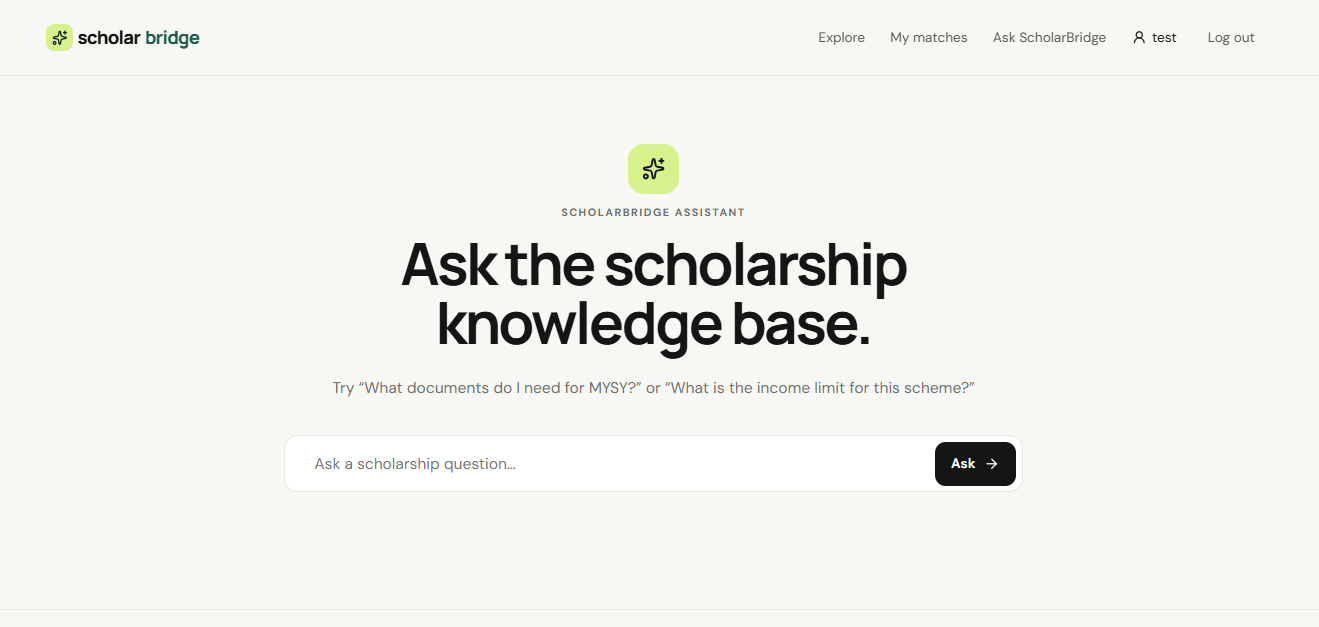 scholar bridge
Explore
My matches
Ask ScholarBridge
test
Log out
SCHOLARBRIDGE ASSISTANT
Ask the scholarship
knowledge base.
Try “What documents do I need for MYSY?” or “What is the income limit for this scheme?”
Ask a scholarship question...
Ask